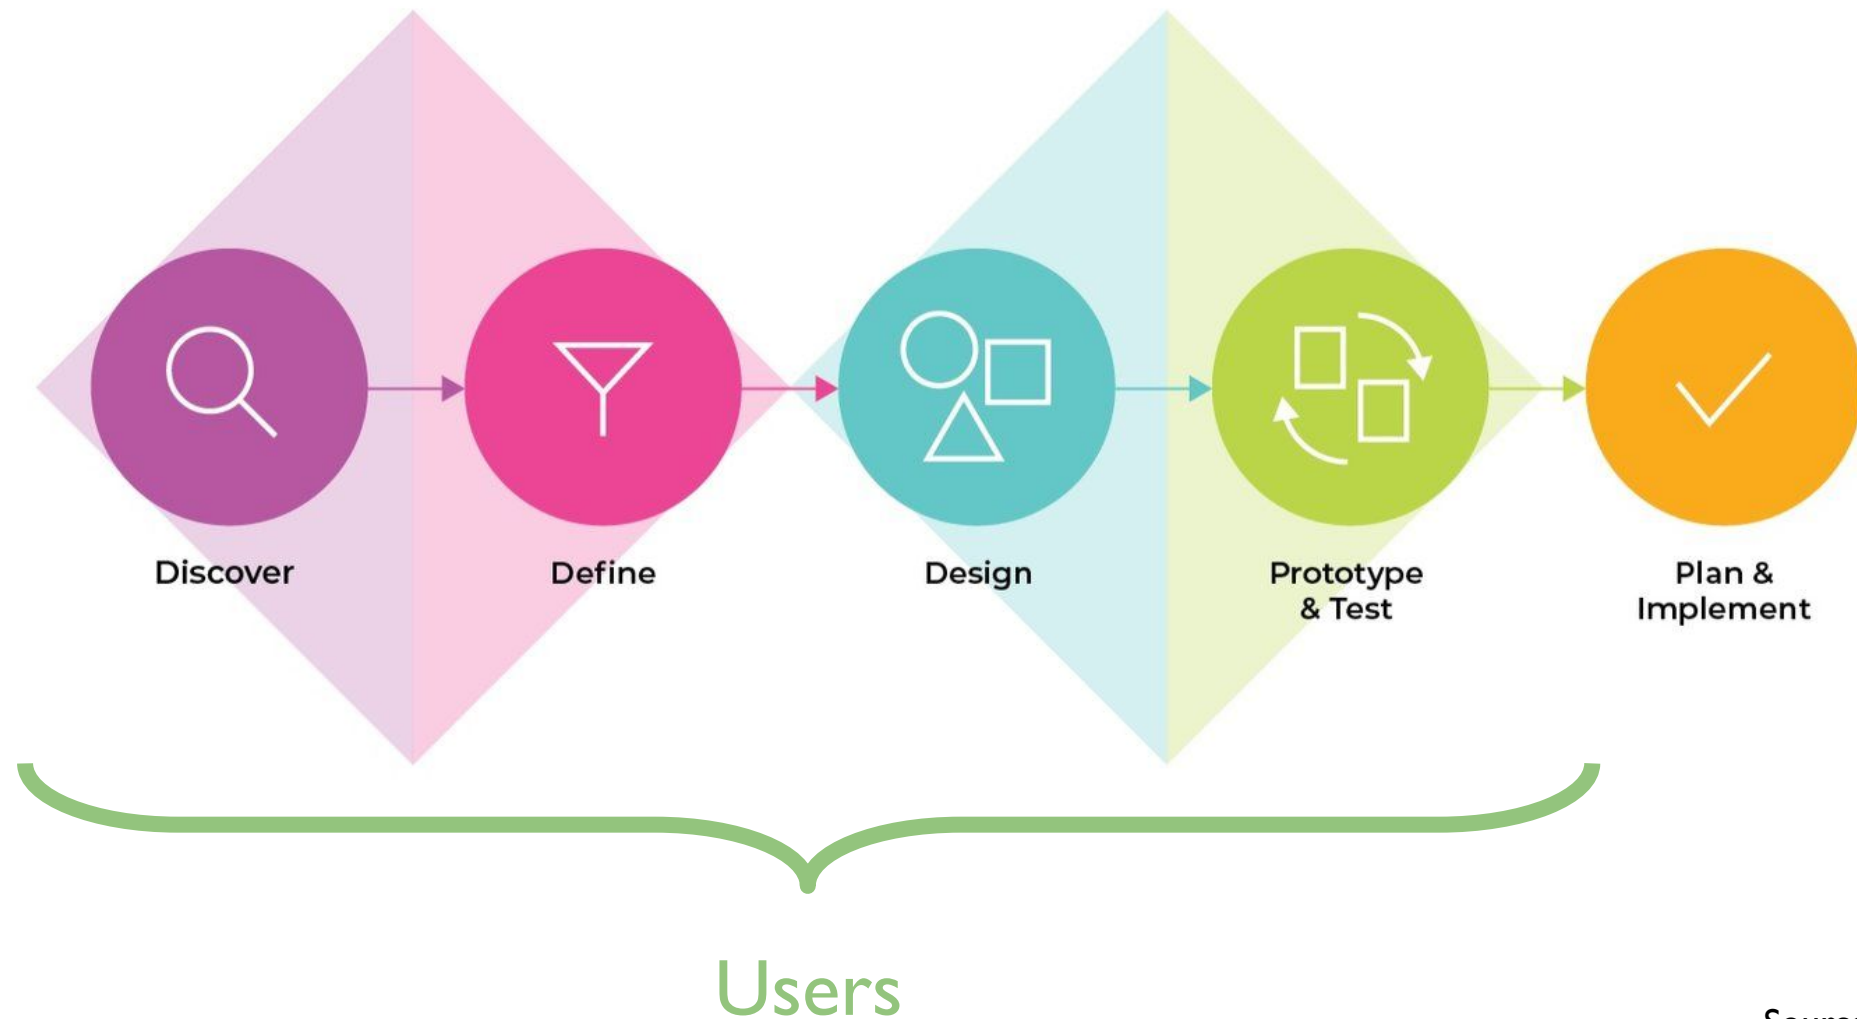 Discover
Define
Design
Prototype
& Test
Plan &
Implement
Users